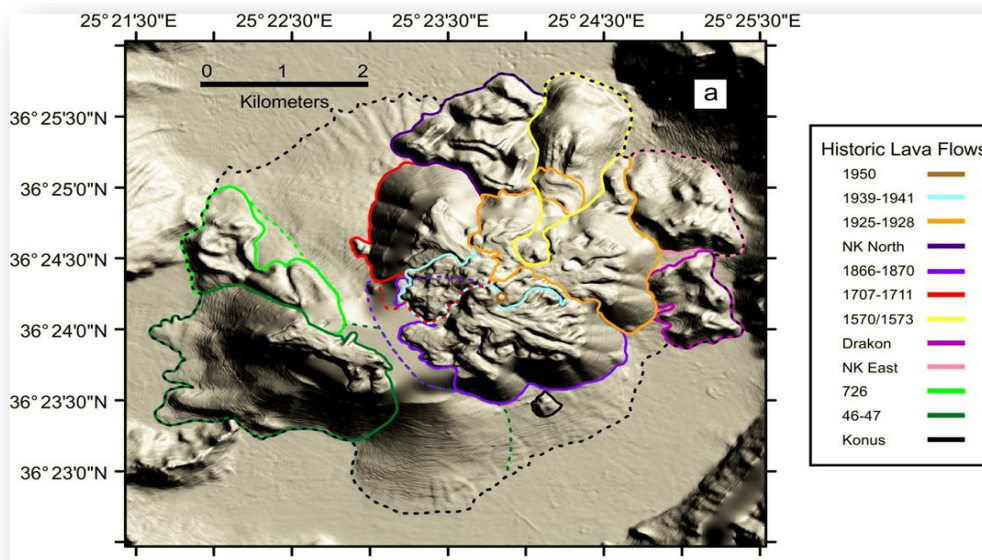 25°21'30"E 25°22'30"E 25°23'30"E 25°24'30"E 25°25'30"E
0 1 2
Kilometers
a
36°25'30"N
36°25'0"N
36°24'30"N
36°24'0"N
36°23'30"N
36°23'0"N
Historic Lava Flows
1950
1939-1941
1925-1928
NK North
1866-1870
1707-1711
1570/1573
Drakon
NK East
726
46-47
Konus